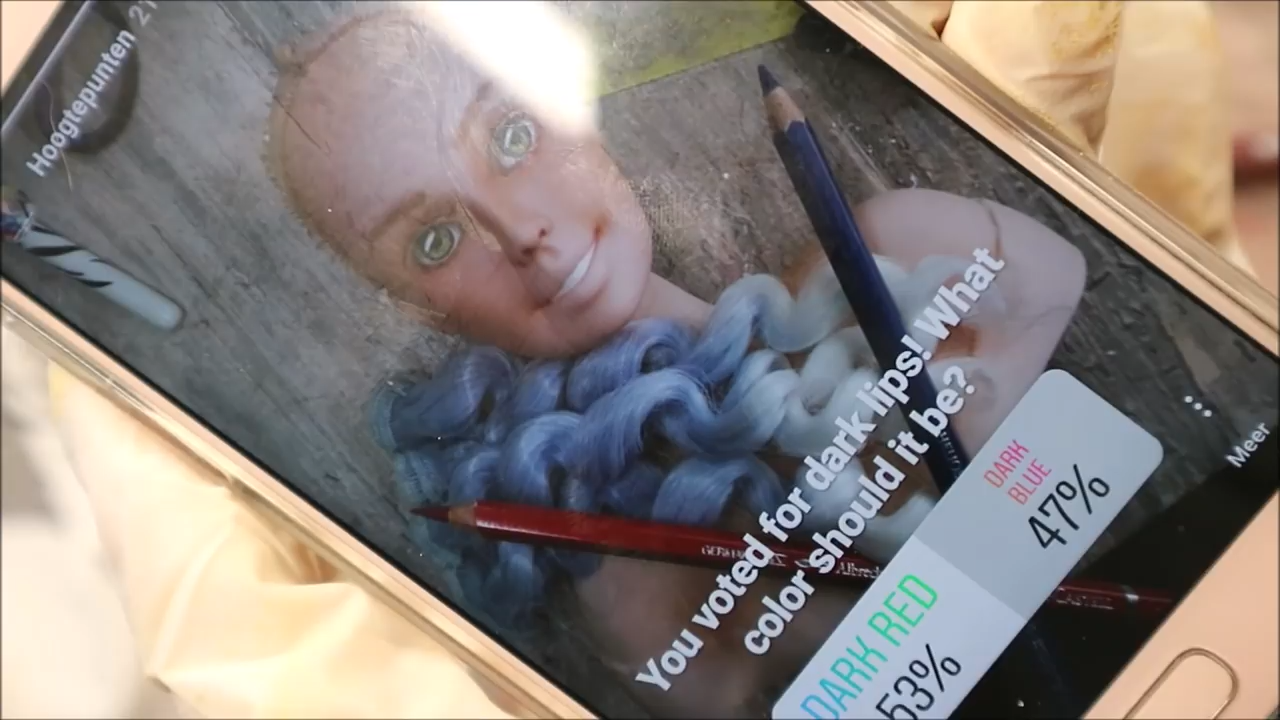 Hoogtepunten
You voted for dark lips! What
color should it be?
DARK RED
53%
DARK
BLUE
47%
Meer